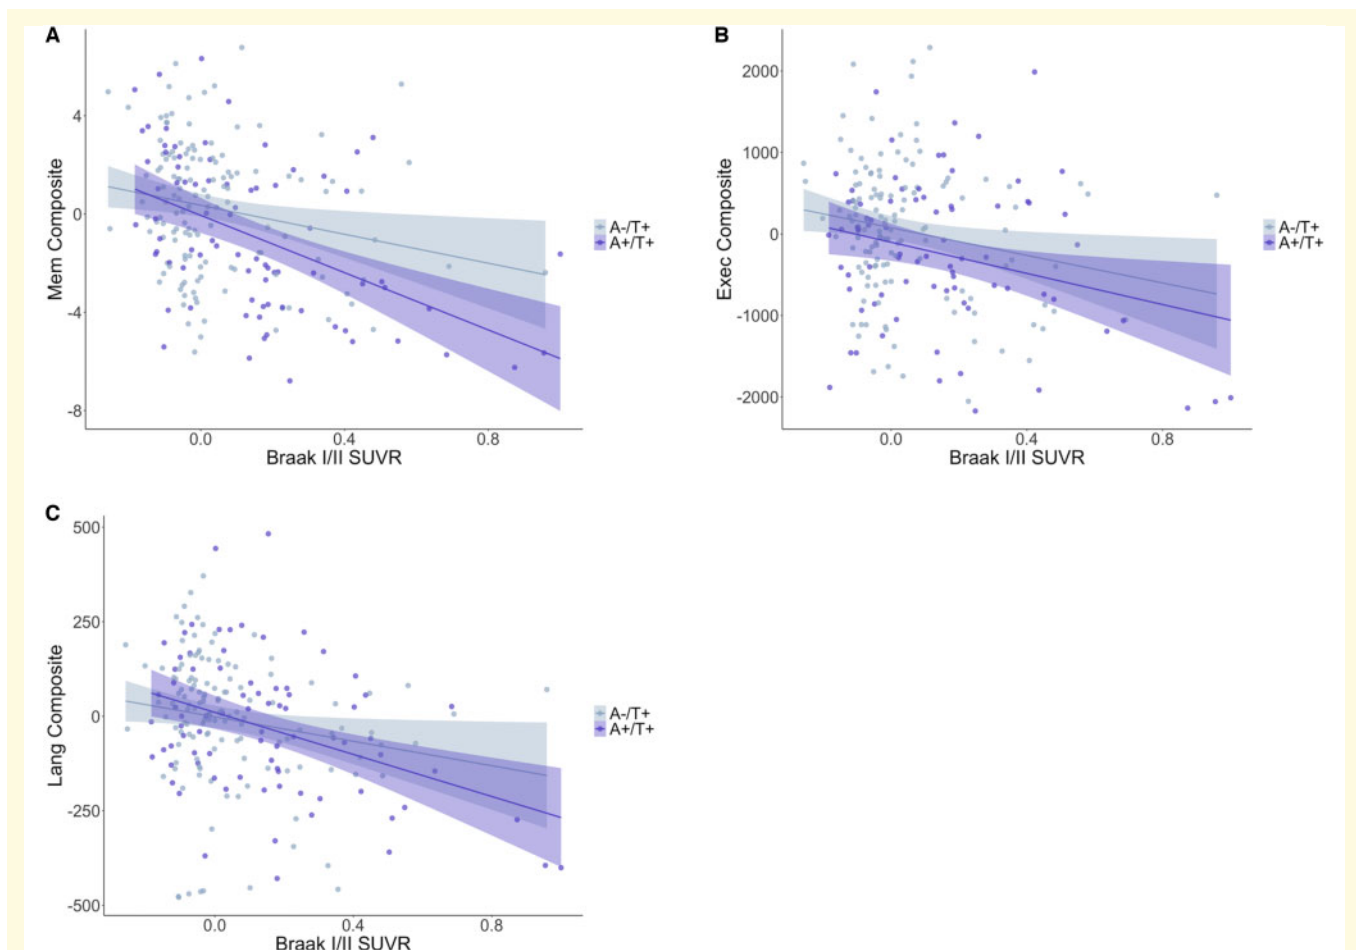 A
B
4
0
-4
-8
Mem Composite
0.0 0.4 0.8
Braak I/II SUVR
A-/T+
A+/T+
2000
1000
0
-1000
-2000
Exec Composite
0.0 0.4 0.8
Braak I/II SUVR
A-/T+
A+/T+
C
500
250
0
-250
-500
Lang Composite
0.0 0.4 0.8
Braak I/II SUVR
A-/T+
A+/T+